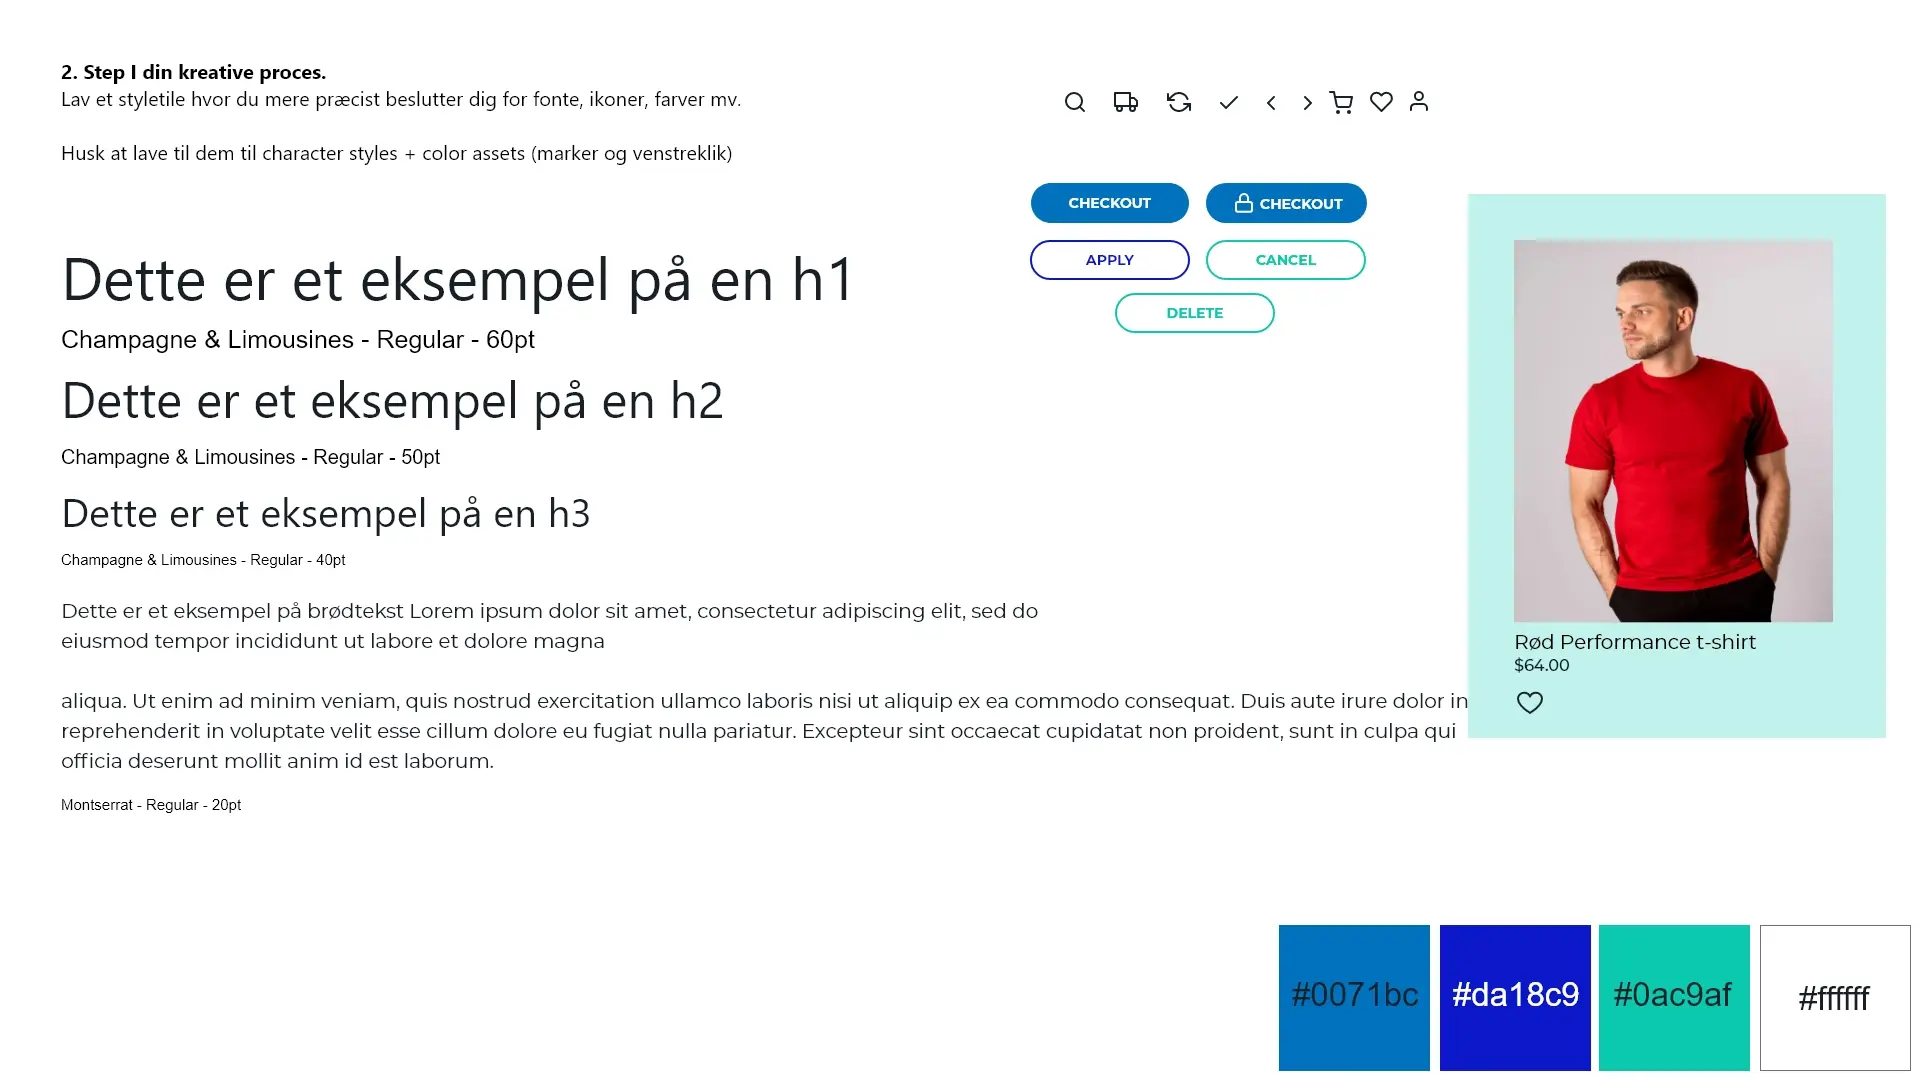 2. Step I din kreative proces.
Lav et styletile hvor du mere præcist beslutter dig for fonte, ikoner, farver mv.
Husk at lave til dem til character styles + color assets (marker og venstreklik)
Dette er et eksempel på en h1
Champagne & Limousines - Regular - 60pt
Dette er et eksempel på en h2
Champagne & Limousines - Regular - 50pt
Dette er et eksempel på en h3
Champagne & Limousines - Regular - 40pt
Dette er et eksempel på brødtekst Lorem ipsum dolor sit amet, consectetur adipiscing elit, sed do
eiusmod tempor incididunt ut labore et dolore magna
aliqua. Ut enim ad minim veniam, quis nostrud exercitation ullamco laboris nisi ut aliquip ex ea commodo consequat. Duis aute irure dolor in
reprehenderit in voluptate velit esse cillum dolore eu fugiat nulla pariatur. Excepteur sint occaecat cupidatat non proident, sunt in culpa qui
officia deserunt mollit anim id est laborum.
Montserrat - Regular - 20pt
CHECKOUT
CHECKOUT
APPLY
CANCEL
DELETE
Rød Performance t-shirt
$64.00
#0071bc
#da18c9
#0ac9af
#ffffff